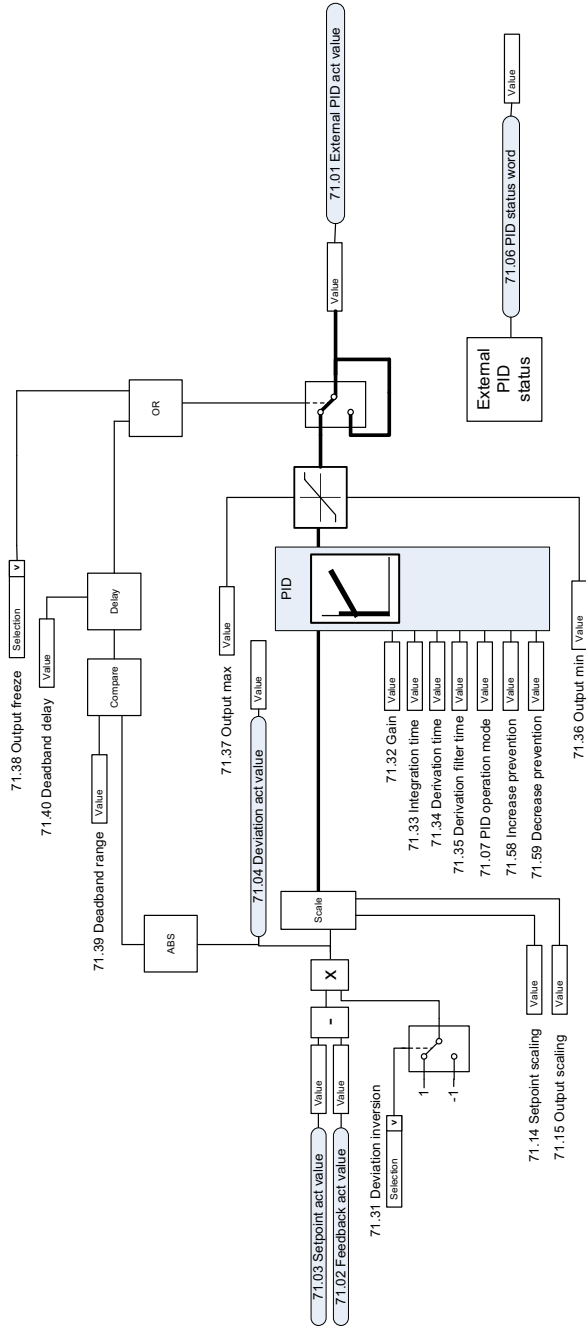 71.38 Output freeze
Selection v
71.40 Deadband delay
Value
71.39 Deadband range
Value
Compare
Delay
OR
ABS
71.04 Deviation act value
Value
71.37 Output max
Value
71.03 Setpoint act value
Value
71.02 Feedback act value
Value
-
X
Scale
PID
Value
71.01 External PID act value
71.31 Deviation inversion
Selection v
1
-1
71.32 Gain
Value
71.33 Integration time
Value
71.34 Derivation time
Value
71.35 Derivation filter time
Value
71.07 PID operation mode
Value
71.58 Increase prevention
Value
71.59 Decrease prevention
Value
71.14 Setpoint scaling
Value
71.15 Output scaling
Value
71.36 Output min
Value
External
PID
status
71.06 PID status word
Value